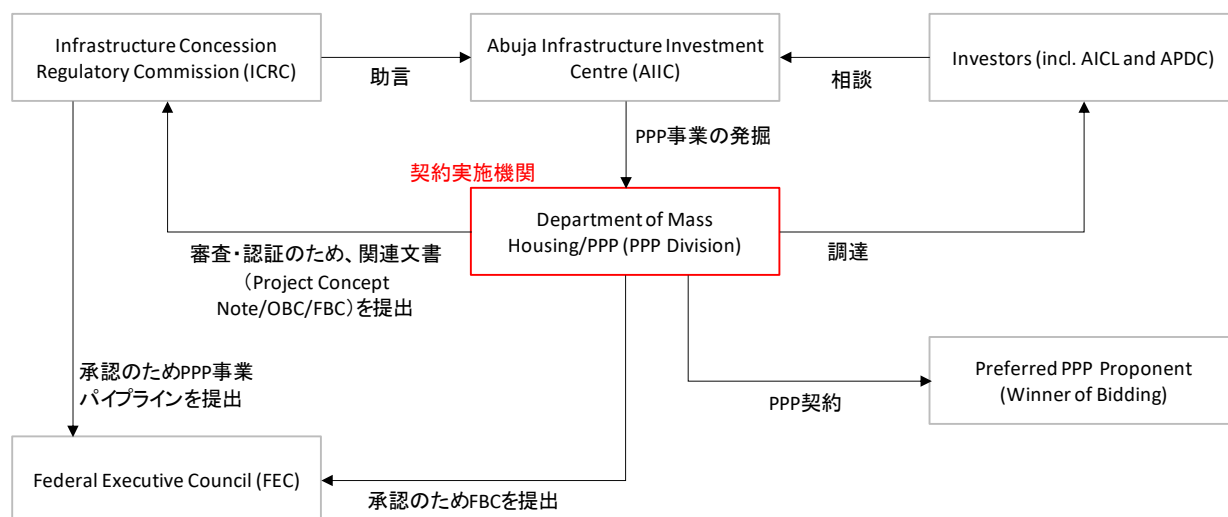 Infrastructure Concession
Regulatory Commission (ICRC)
助言
Abuja Infrastructure Investment
Centre (AIIC)
相談
Investors (incl. AICL and APDC)
PPP事業の発掘
契約実施機関
Department of Mass
Housing/PPP (PPP Division)
審査・認証のため、関連文書
（Project Concept
Note/OBC/FBC）を提出
調達
承認のためPPP事業
パイプラインを提出
PPP契約
Preferred PPP Proponent
(Winner of Bidding)
Federal Executive Council (FEC)
承認のためFBCを提出